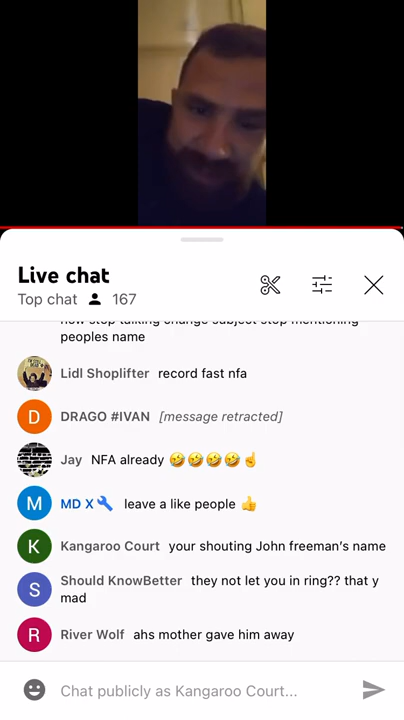 Live chat
Top chat 167
now stop talking change subject stop mentioning
peoples name
Lidl Shoplifter record fast nfa
D DRAGO #IVAN [message retracted]
Jay NFA already 🤣🤣🤣🤣☝️
M MD X🔧 leave a like people 👍
K Kangaroo Court your shouting John freeman's name
S Should KnowBetter they not let you in ring?? that y
mad
R River Wolf ahs mother gave him away
Chat publicly as Kangaroo Court...